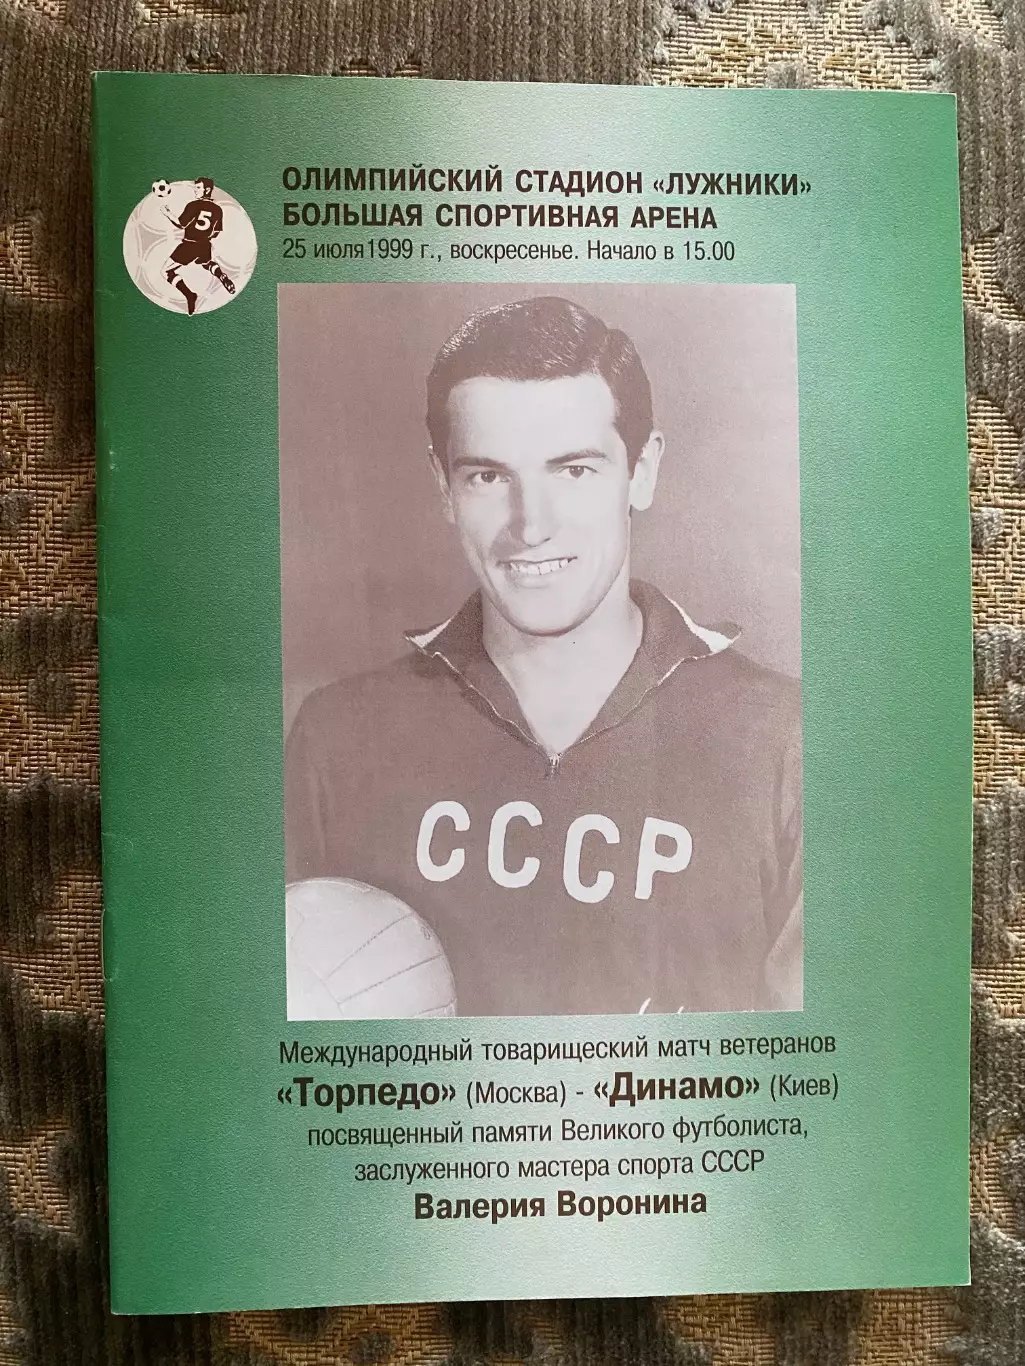 5
ОЛИМПИЙСКИЙ СТАДИОН «ЛУЖНИКИ»
БОЛЬШАЯ СПОРТИВНАЯ АРЕНА
25 июля1999 г., воскресенье. Начало в 15.00
СССР
Международный товарищеский матч ветеранов
«Торпедо» (Москва) - «Динамо» (Киев)
посвященный памяти Великого футболиста,
заслуженного мастера спорта СССР
Валерия Воронина